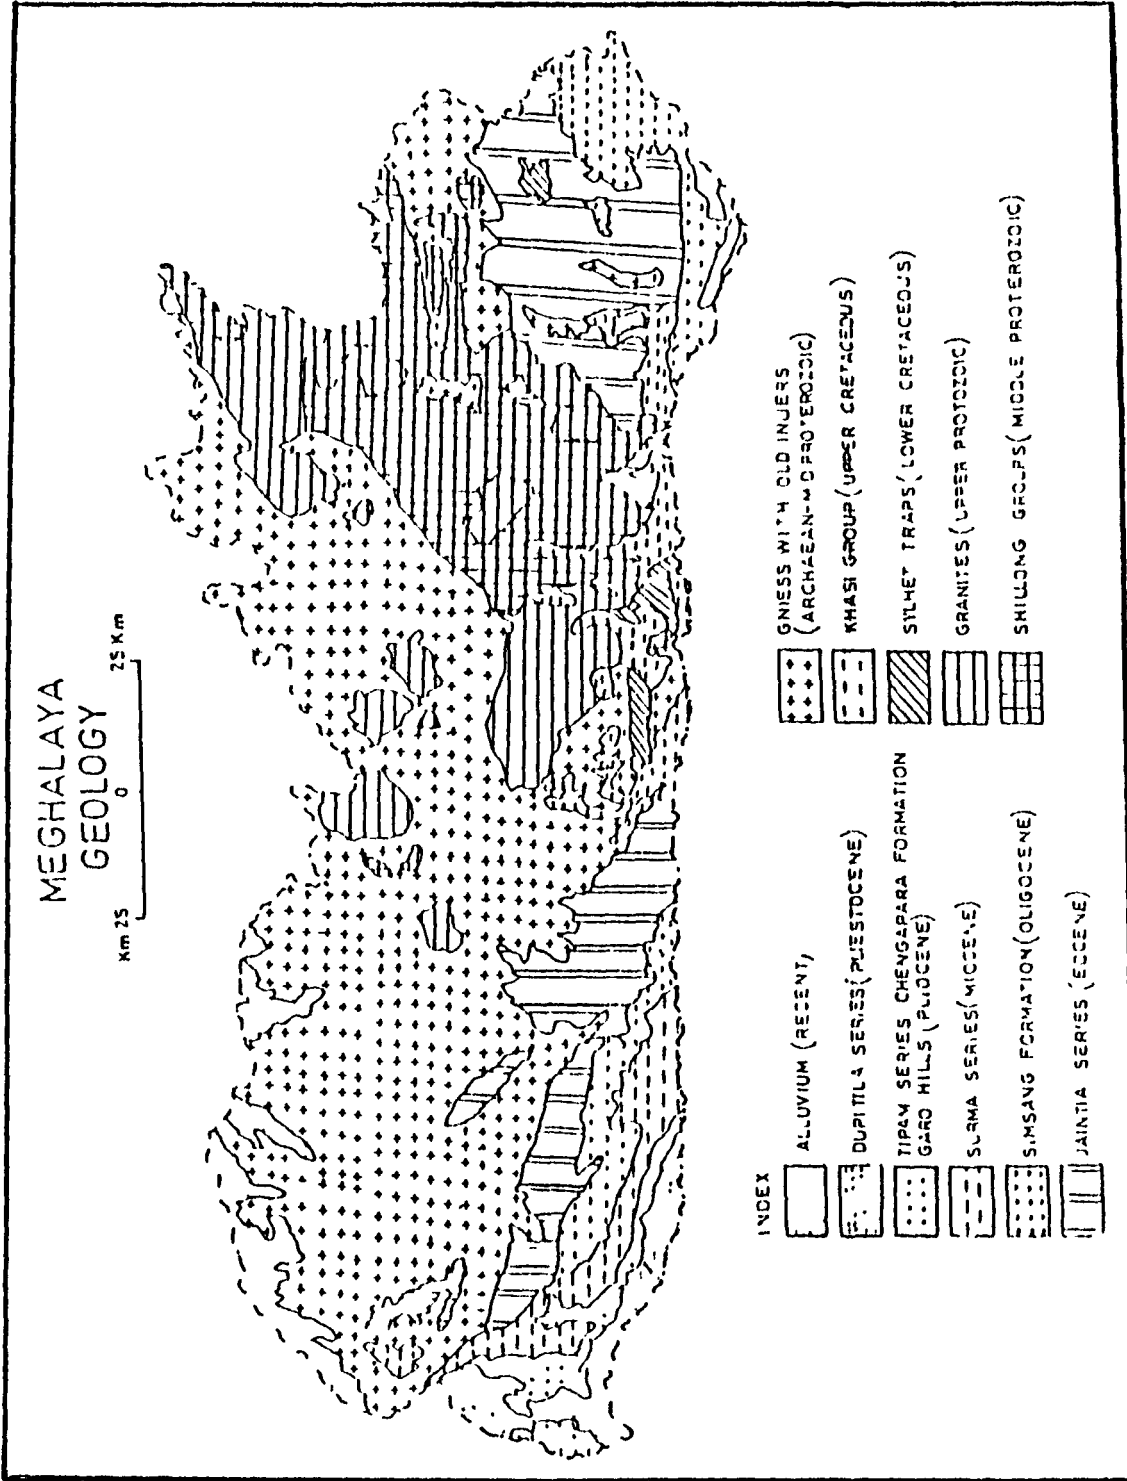 MEGHALAYA
GEOLOGY
Km 25 0 25 Km
INDEX
ALLUVIUM (RECENT,
DUPITILA SERIES (PLIESTOCENE)
TIPAM SERIES CHENGAPARA FORMATION
GARO HILLS (PLIOCENE)
SURMA SERIES (MIOCENE)
SIMSANG FORMATION (OLIGOCENE)
JAINTIA SERIES (EOCENE)
GNIESS WITH OLD INJERS
(ARCHAEAN-M D PROTEROZOIC)
KHASI GROUP (UPPER CRETACEOUS)
SYLHET TRAPS (LOWER CRETACEOUS)
GRANITES (UPPER PROTOZOIC)
SHILLONG GROUPS (MIDDLE PROTEROZOIC)